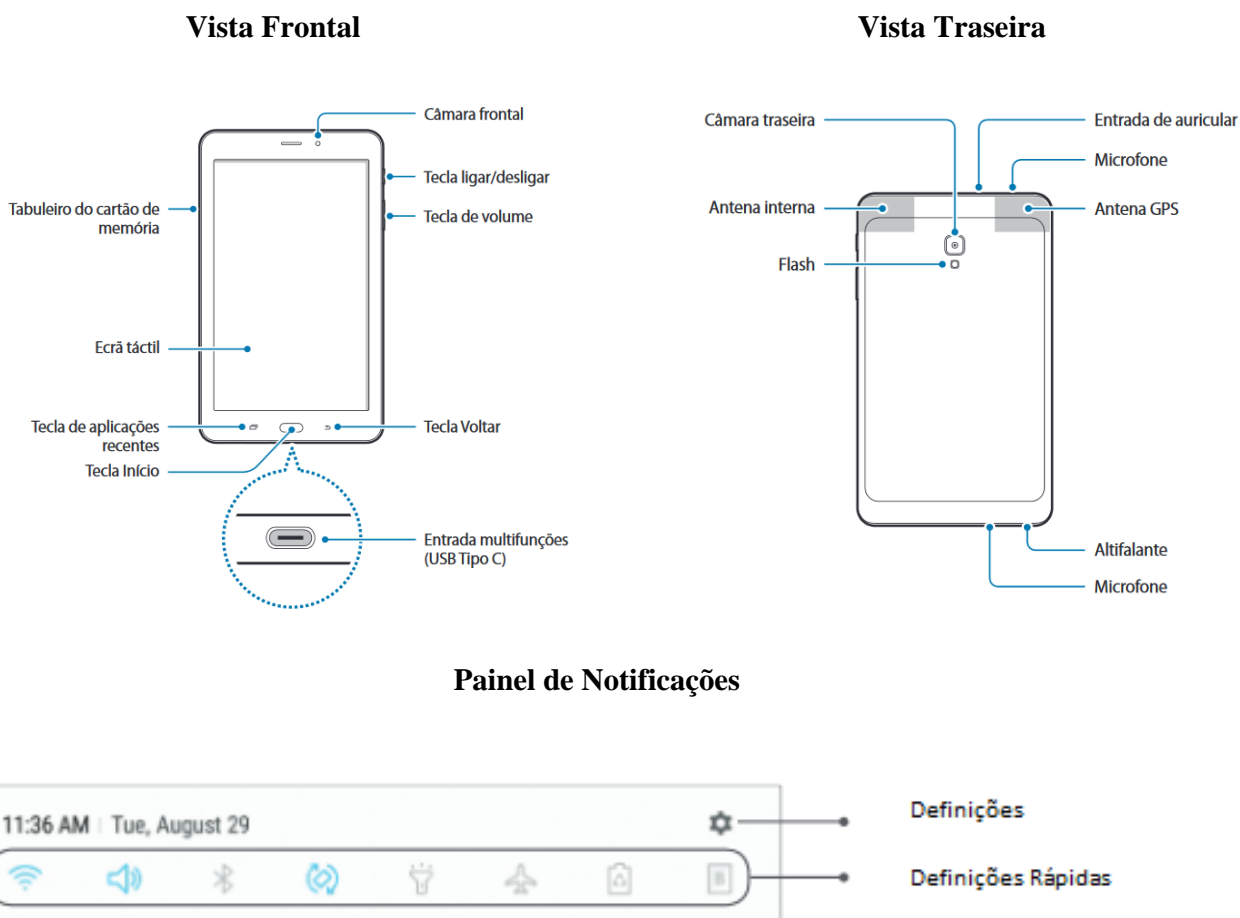 Vista Frontal
Vista Traseira
Câmara frontal
Tecla ligar/desligar
Tecla de volume
Tabuleiro do cartão de
memória
Ecrã táctil
Tecla de aplicações
recentes
Tecla Início
Tecla Voltar
Entrada multifunções
(USB Tipo C)
Câmara traseira
Entrada de auricular
Microfone
Antena interna
Antena GPS
Flash
Altifalante
Microfone
Painel de Notificações
11:36 AM | Tue, August 29
Definições
B
Definições Rápidas